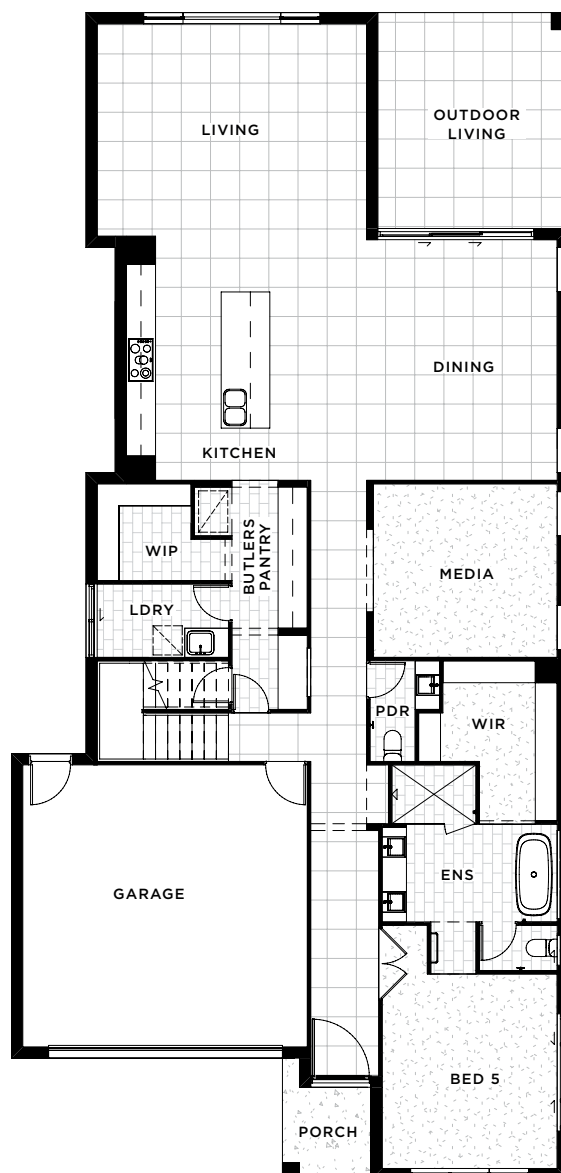 LIVING
OUTDOOR
LIVING
DINING
KITCHEN
WIP
BUTLERS
PANTRY
MEDIA
LDRY
PDR
WIR
ENS
GARAGE
BED 5
PORCH